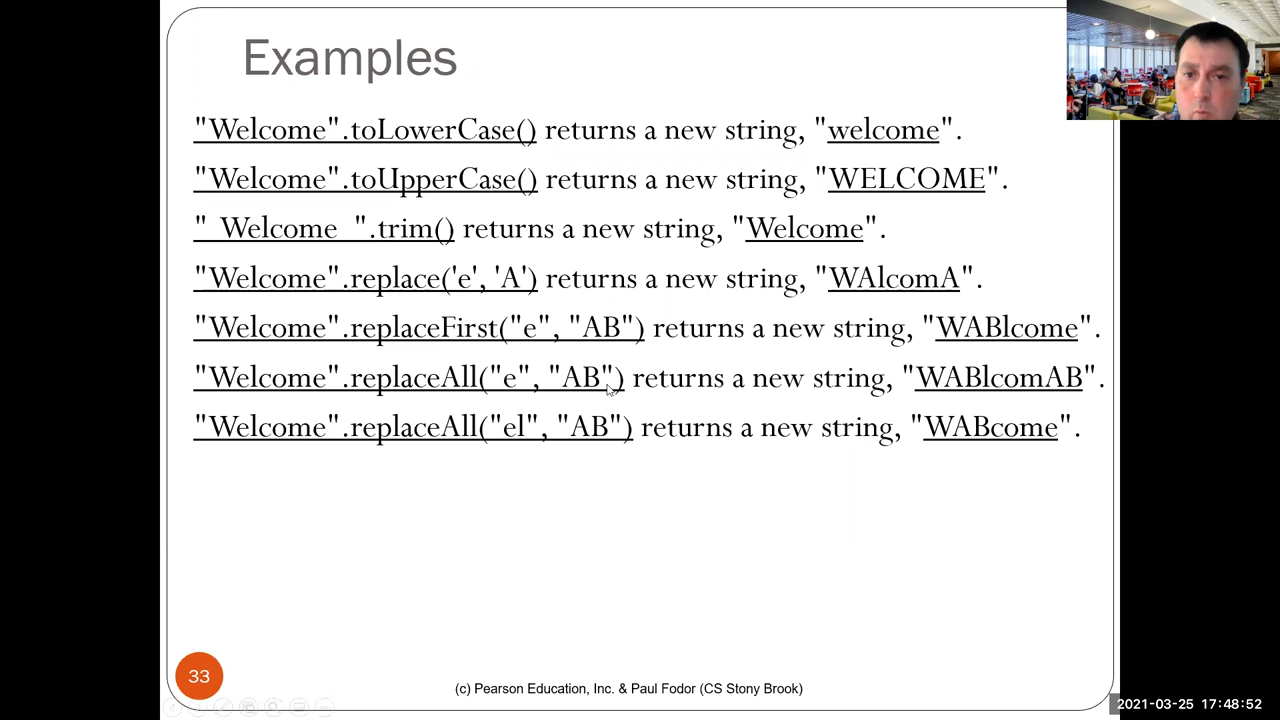 Examples
"Welcome".toLowerCase() returns a new string, "welcome".
"Welcome".toUpperCase() returns a new string, "WELCOME".
"  Welcome  ".trim() returns a new string, "Welcome".
"Welcome".replace('e', 'A') returns a new string, "WAlcomA".
"Welcome".replaceFirst("e", "AB") returns a new string, "WABlcome".
"Welcome".replaceAll("e", "AB") returns a new string, "WABlcomAB".
"Welcome".replaceAll("el", "AB") returns a new string, "WABcome".
33
(c) Pearson Education, Inc. & Paul Fodor (CS Stony Brook)
2021-03-25 17:48:52